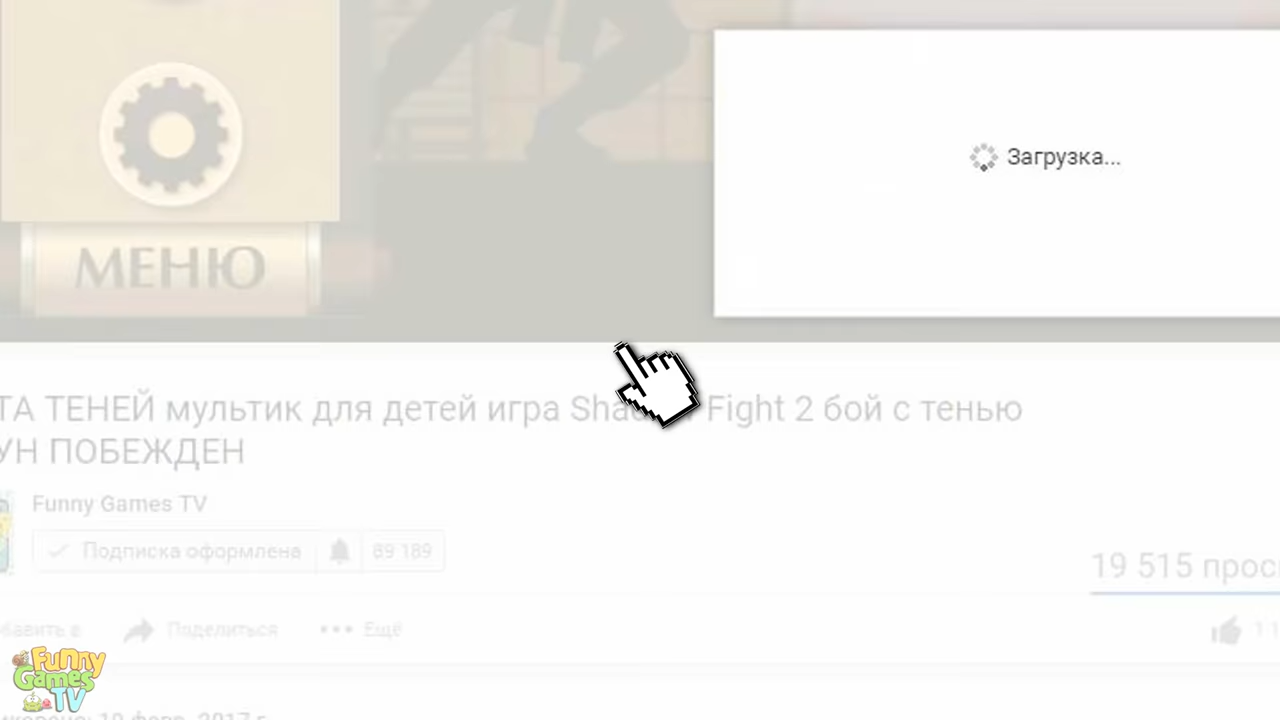 Загрузка...
МЕНЮ
ТА ТЕНЕЙ мультик для детей игра Fight 2 бой с тенью
УН ПОБЕЖДЕН
Funny Games TV
Подписка оформлена 89 189
19 515 прос
Поделиться ••• Ещё
Funny
Games
TV
2017 г.